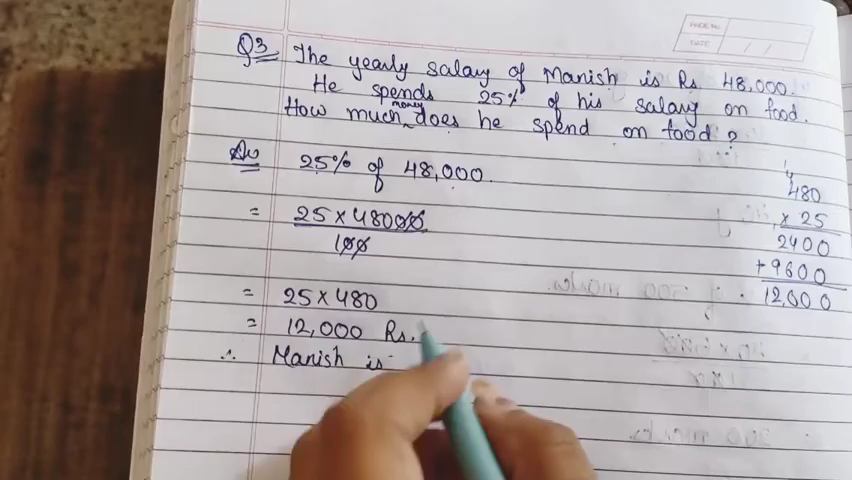 PAGE NO.
DATE / /
Q3 The yearly salary of Manish is Rs 48,000.
He spends 25% of his salary on food.
How much money does he spend on food?
25% of 48,000.
= 25 × 48000
100
= 25 × 480
= 12,000 Rs.
∴ Manish is
480
× 25
2400
+ 9600
12,000